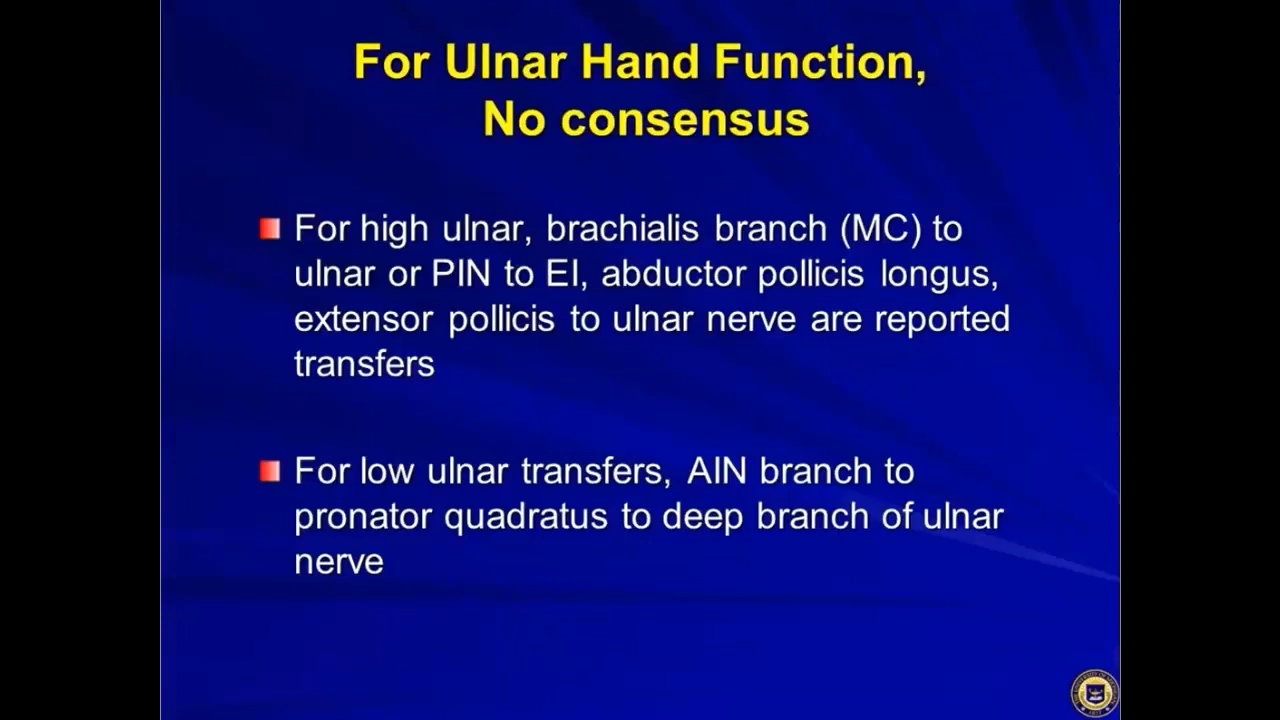 For Ulnar Hand Function,
No consensus
For high ulnar, brachialis branch (MC) to
ulnar or PIN to EI, abductor pollicis longus,
extensor pollicis to ulnar nerve are reported
transfers
For low ulnar transfers, AIN branch to
pronator quadratus to deep branch of ulnar
nerve